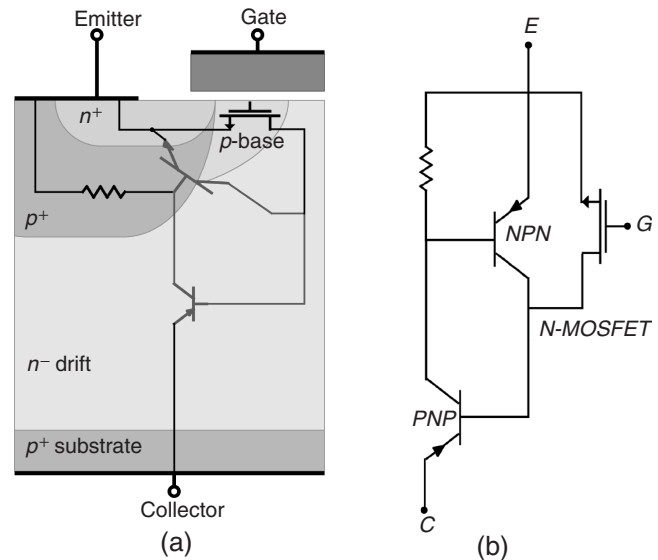 Emitter
Gate
n+
p-base
p+
n− drift
p+ substrate
Collector
(a)
E
NPN
G
N-MOSFET
PNP
C
(b)